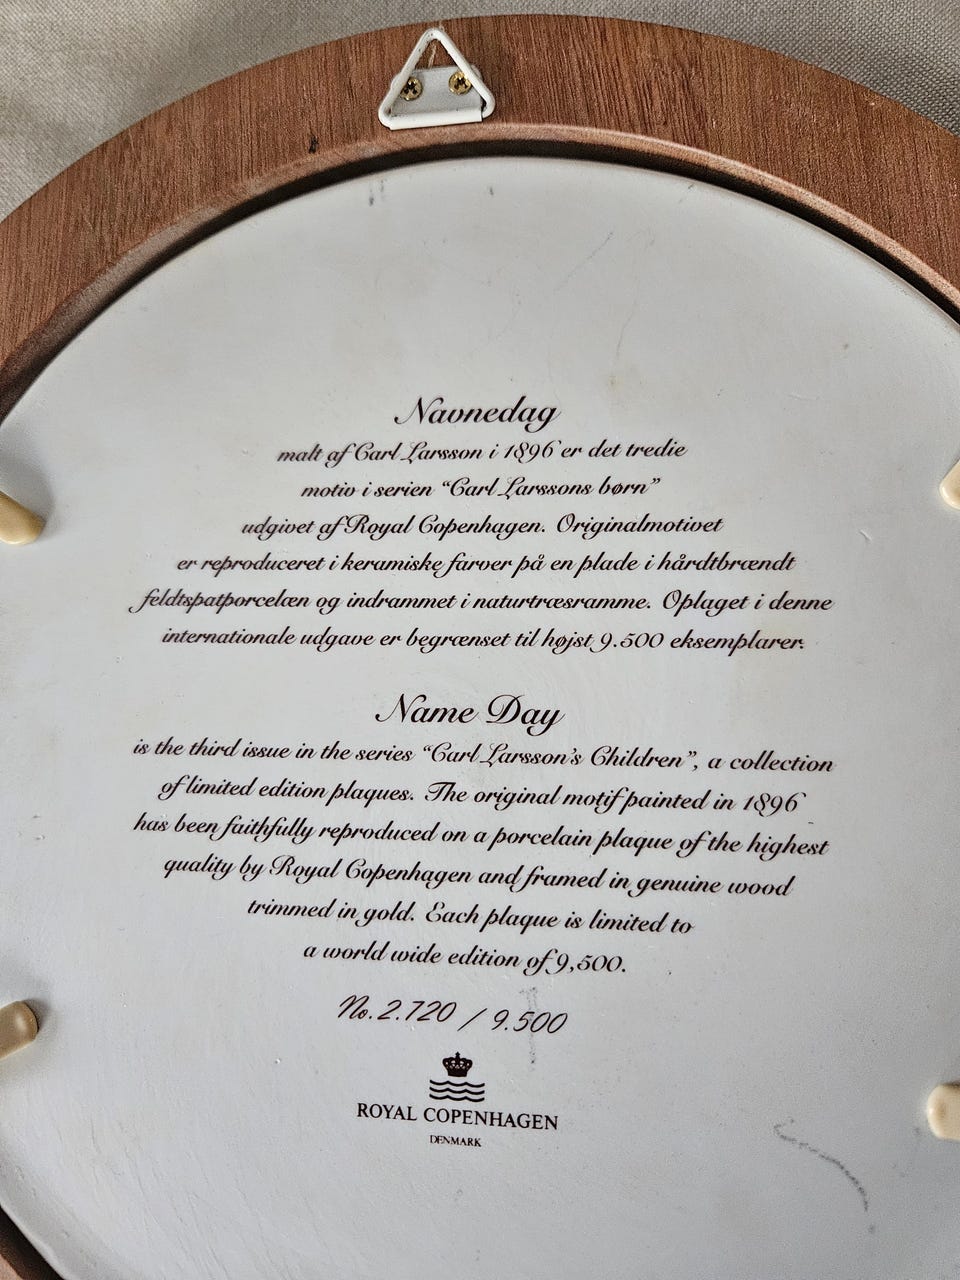 Navnedag
malt af Carl Larsson i 1896 er det tredie
motiv i serien "Carl Larssons børn"
udgivet af Royal Copenhagen. Originalmotivet
er reproduceret i keramiske farver på en plade i hårdtbrændt
feldtspatporcelæn og indrammet i naturtræsramme. Oplaget i denne
internationale udgave er begrænset til højst 9.500 eksemplarer.
Name Day
is the third issue in the series "Carl Larsson's Children", a collection
of limited edition plaques. The original motif painted in 1896
has been faithfully reproduced on a porcelain plaque of the highest
quality by Royal Copenhagen and framed in genuine wood
trimmed in gold. Each plaque is limited to
a world wide edition of 9,500.
No. 2.720 / 9.500
ROYAL COPENHAGEN
DENMARK